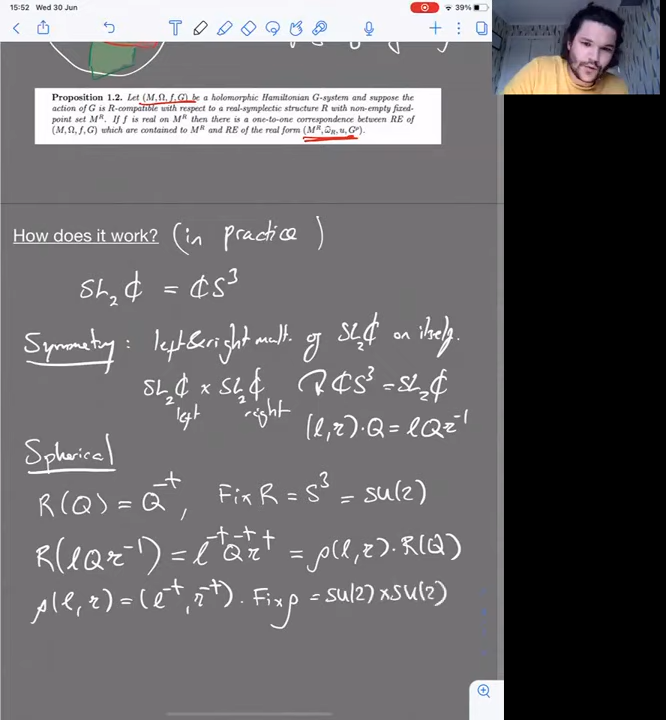 15:52 Wed 30 Jun
39%
Proposition 1.2. Let (M, Ω, f, G) be a holomorphic Hamiltonian G-system and suppose the
action of G is R-compatible with respect to a real-symplectic structure R with non-empty fixed-
point set M^R. If f is real on M^R then there is a one-to-one correspondence between RE of
(M, Ω, f, G) which are contained to M^R and RE of the real form (M^R, Ω̂_R, u, G^ρ).
How does it work? (in practice)
SL₂ℂ = ℂS³
Symmetry: left&right mult. of SL₂ℂ on itself.
SL₂ℂ × SL₂ℂ ↻ ℂS³ = SL₂ℂ
left right (l,r)·Q = lQr⁻¹
Spherical
R(Q) = Q^{-†}, Fix R = S³ = SU(2)
R(lQr⁻¹) = l^{-†}Q^{-†}r^{†} = ρ(l,r)·R(Q)
ρ(l,r) = (l^{-†}, r^{-†}). Fix ρ = SU(2)×SU(2)